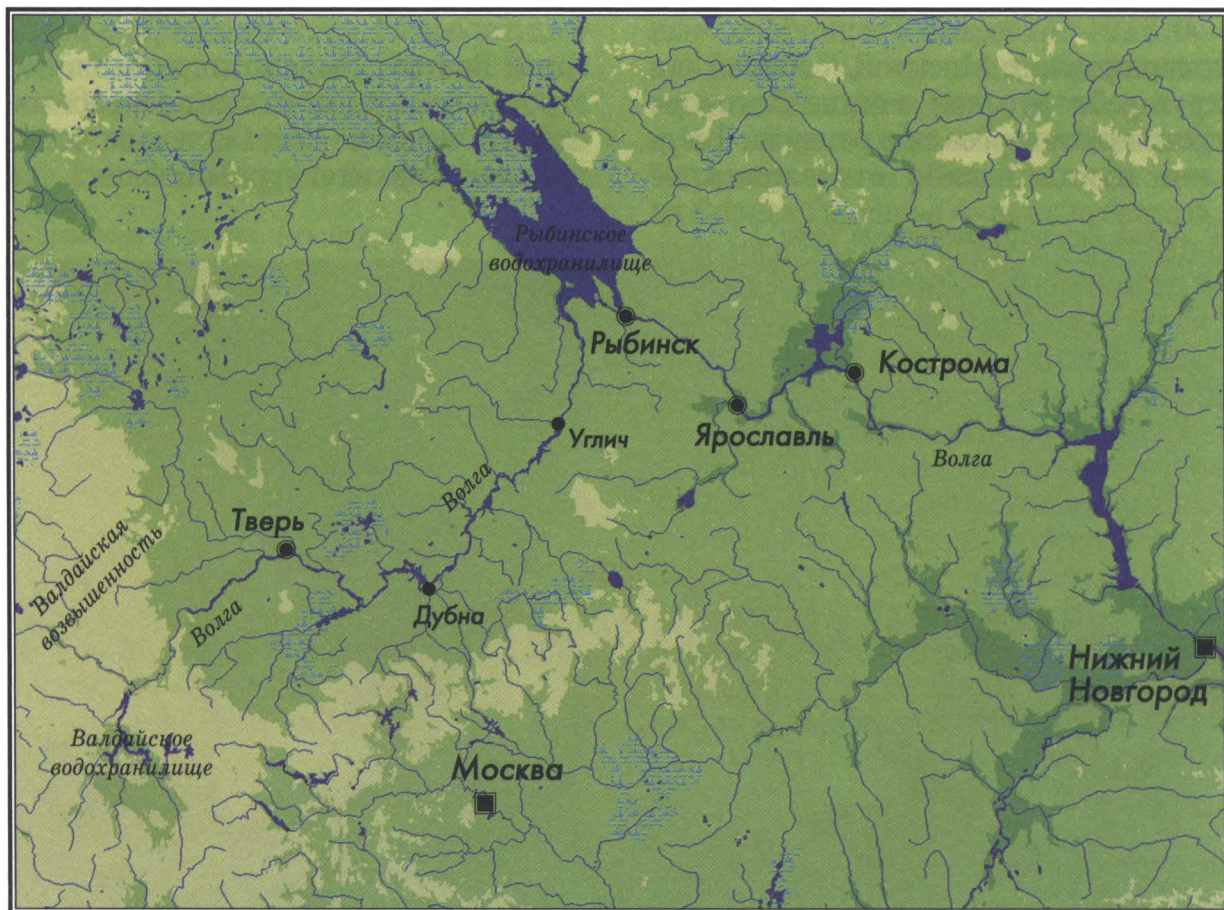 Рыбинское
водохранилище
Рыбинск
Кострома
Ярославль
Углич
Волга
Волга
Тверь
Валдайская
возвышенность
Волга
Дубна
Нижний
Новгород
Валдайское
водохранилище
Москва